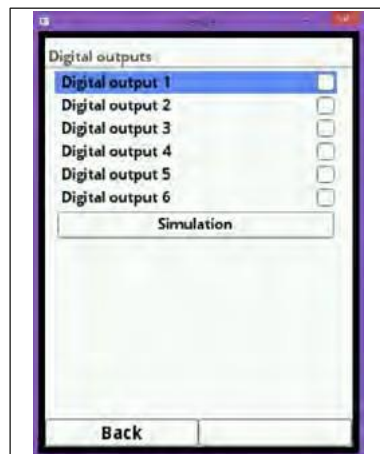 Digital outputs
Digital output 1
Digital output 2
Digital output 3
Digital output 4
Digital output 5
Digital output 6
Simulation
Back